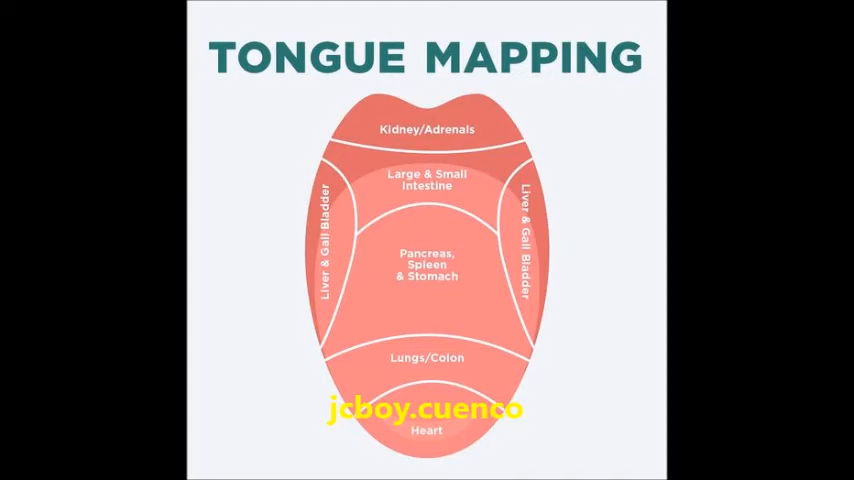 TONGUE MAPPING
Kidney/Adrenals
Large & Small
Intestine
Liver & Gall Bladder
Liver & Gall Bladder
Pancreas,
Spleen
& Stomach
Lungs/Colon
jcboy.cuenco
Heart